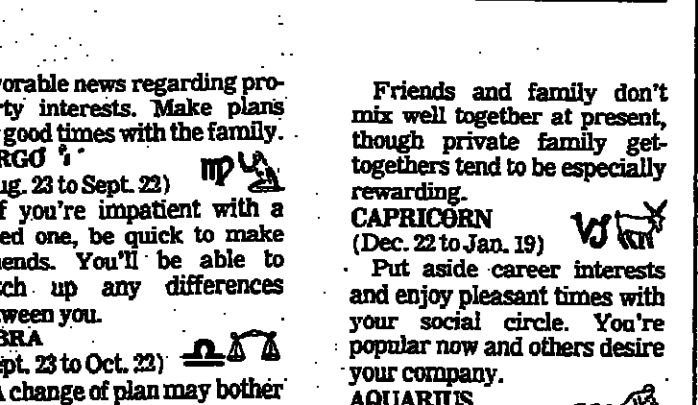 vorable news regarding pro-
rty interests. Make plans
good times with the family.
RGO
ug. 23 to Sept. 22)
f you're impatient with a
ed one, be quick to make
ends. You'll be able to
ch up any differences
ween you.
BRA
pt. 23 to Oct. 22)
A change of plan may bother
Friends and family don't
mix well together at present,
though private family get-
togethers tend to be especially
rewarding.
CAPRICORN
(Dec. 22 to Jan. 19)
Put aside career interests
and enjoy pleasant times with
your social circle. You're
popular now and others desire
your company.
AQUARIUS